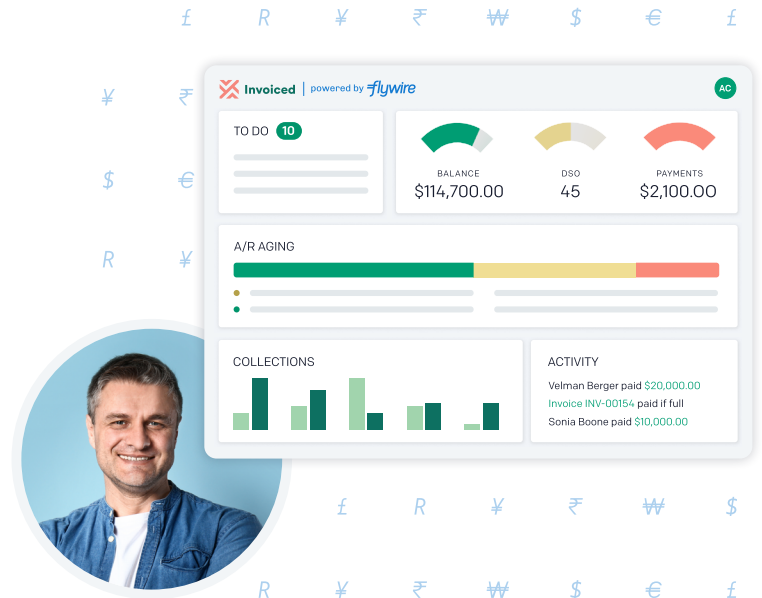 £ R ¥ ₹ ₩ $ € £
Invoiced | powered by flywire
AC
¥ ₹
TO DO 10
BALANCE
$114,700.00
DSO
45
PAYMENTS
$2,100.00
$ €
A/R AGING
R ¥
COLLECTIONS
ACTIVITY
Velman Berger paid $20,000.00
Invoice INV-00154 paid if full
Sonia Boone paid $10,000.00
£ R ¥ ₹ ₩ $
R ¥ ₹ ₩ $ € £